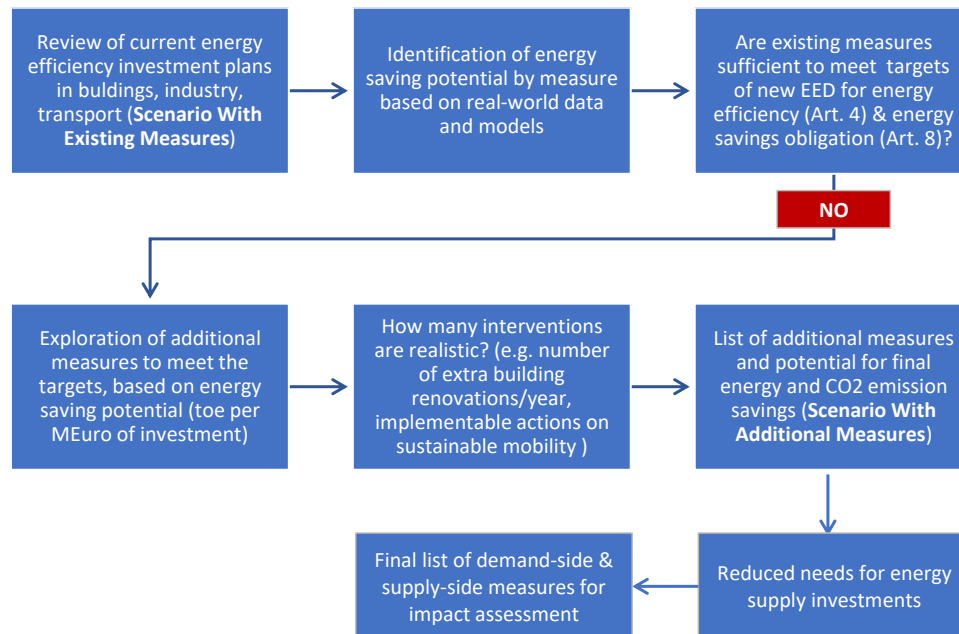 Review of current energy
efficiency investment plans
in buldings, industry,
transport (Scenario With
Existing Measures)
Identification of energy
saving potential by measure
based on real-world data
and models
Are existing measures
sufficient to meet targets
of new EED for energy
efficiency (Art. 4) & energy
savings obligation (Art. 8)?
NO
Exploration of additional
measures to meet the
targets, based on energy
saving potential (toe per
MEuro of investment)
How many interventions
are realistic? (e.g. number
of extra building
renovations/year,
implementable actions on
sustainable mobility )
List of additional measures
and potential for final
energy and CO2 emission
savings (Scenario With
Additional Measures)
Final list of demand-side &
supply-side measures for
impact assessment
Reduced needs for energy
supply investments